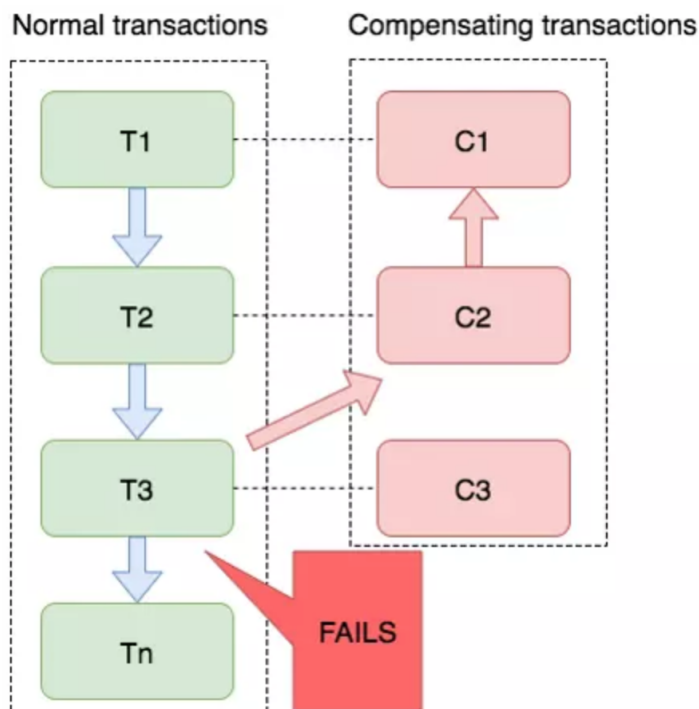 Normal transactions
Compensating transactions
T1
C1
T2
C2
T3
C3
FAILS
Tn